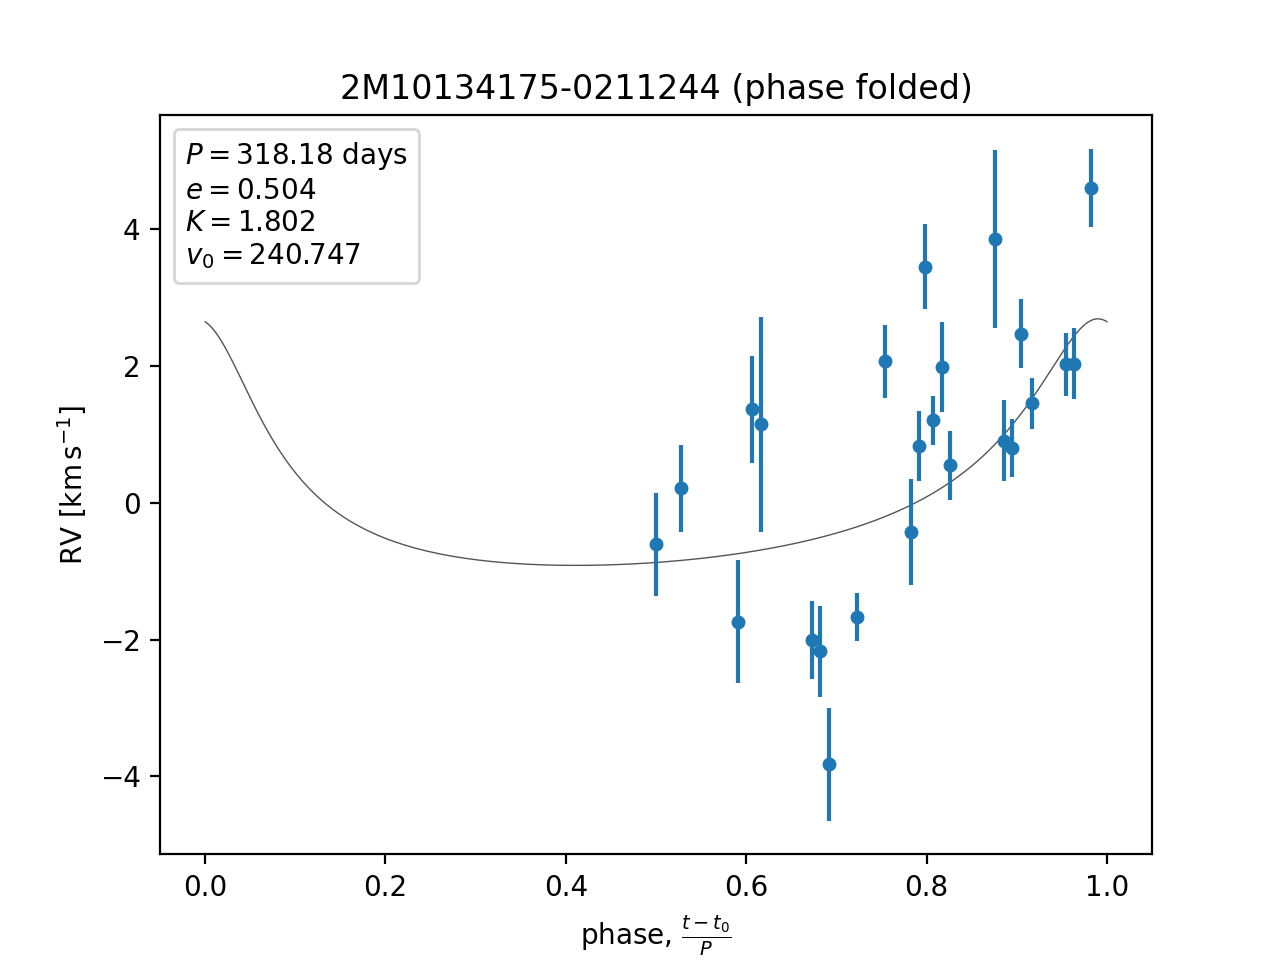 2M10134175-0211244 (phase folded)
P = 318.18 days
e = 0.504
K = 1.802
v₀ = 240.747
4
2
0
−2
−4
RV [km s⁻¹]
0.0 0.2 0.4 0.6 0.8 1.0
phase, (t − t₀)/P